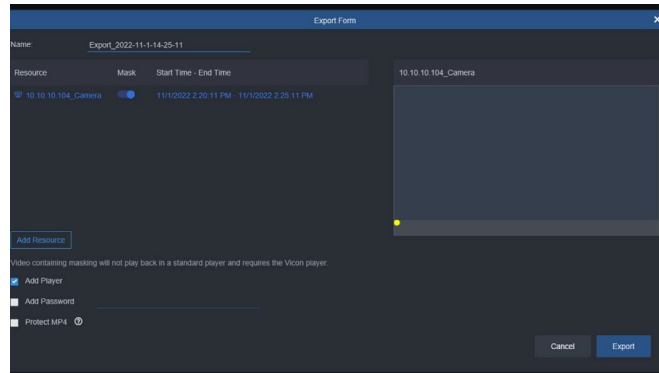 Export Form
Name: Export_2022-11-1-14-25-11
Resource Mask Start Time - End Time
10.10.10.104_Camera
10.10.10.104_Camera 11/1/2022 2:20:11 PM - 11/1/2022 2:25:11 PM
Add Resource
Video containing masking will not play back in a standard player and requires the Vicon player.
Add Player
Add Password
Protect MP4
Cancel Export